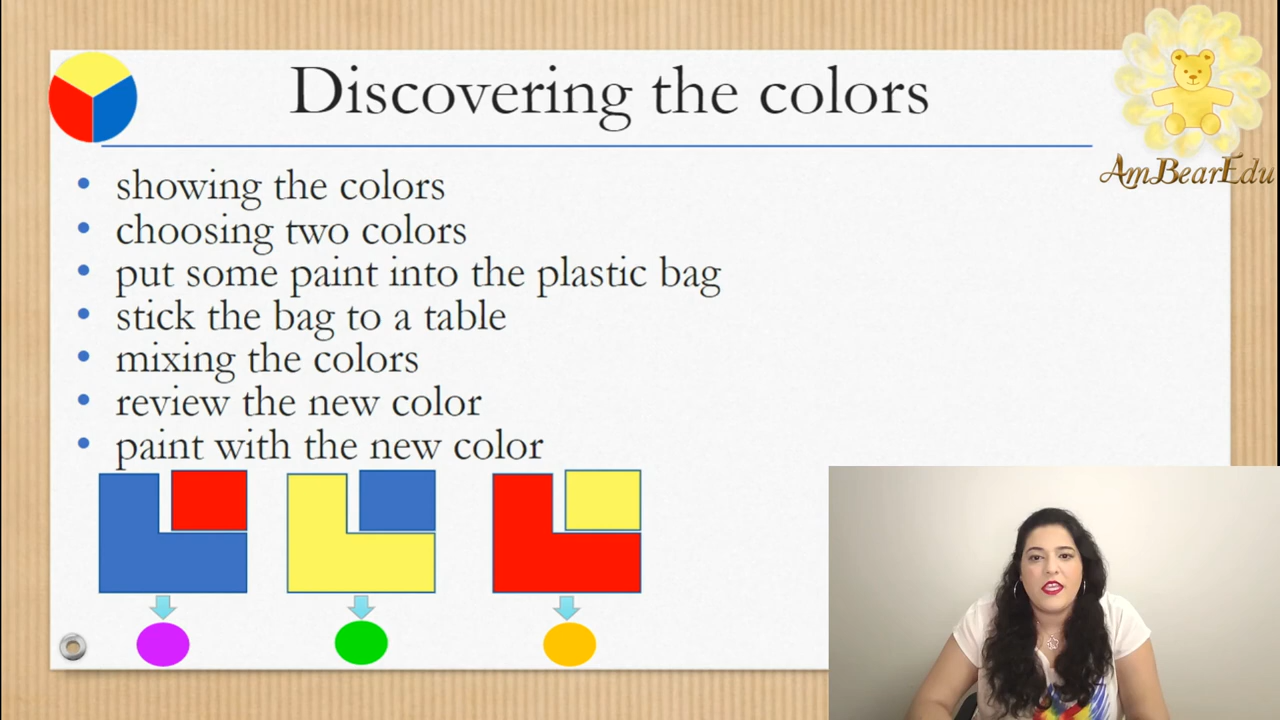 Discovering the colors
AmBearEdu
showing the colors
choosing two colors
put some paint into the plastic bag
stick the bag to a table
mixing the colors
review the new color
paint with the new color